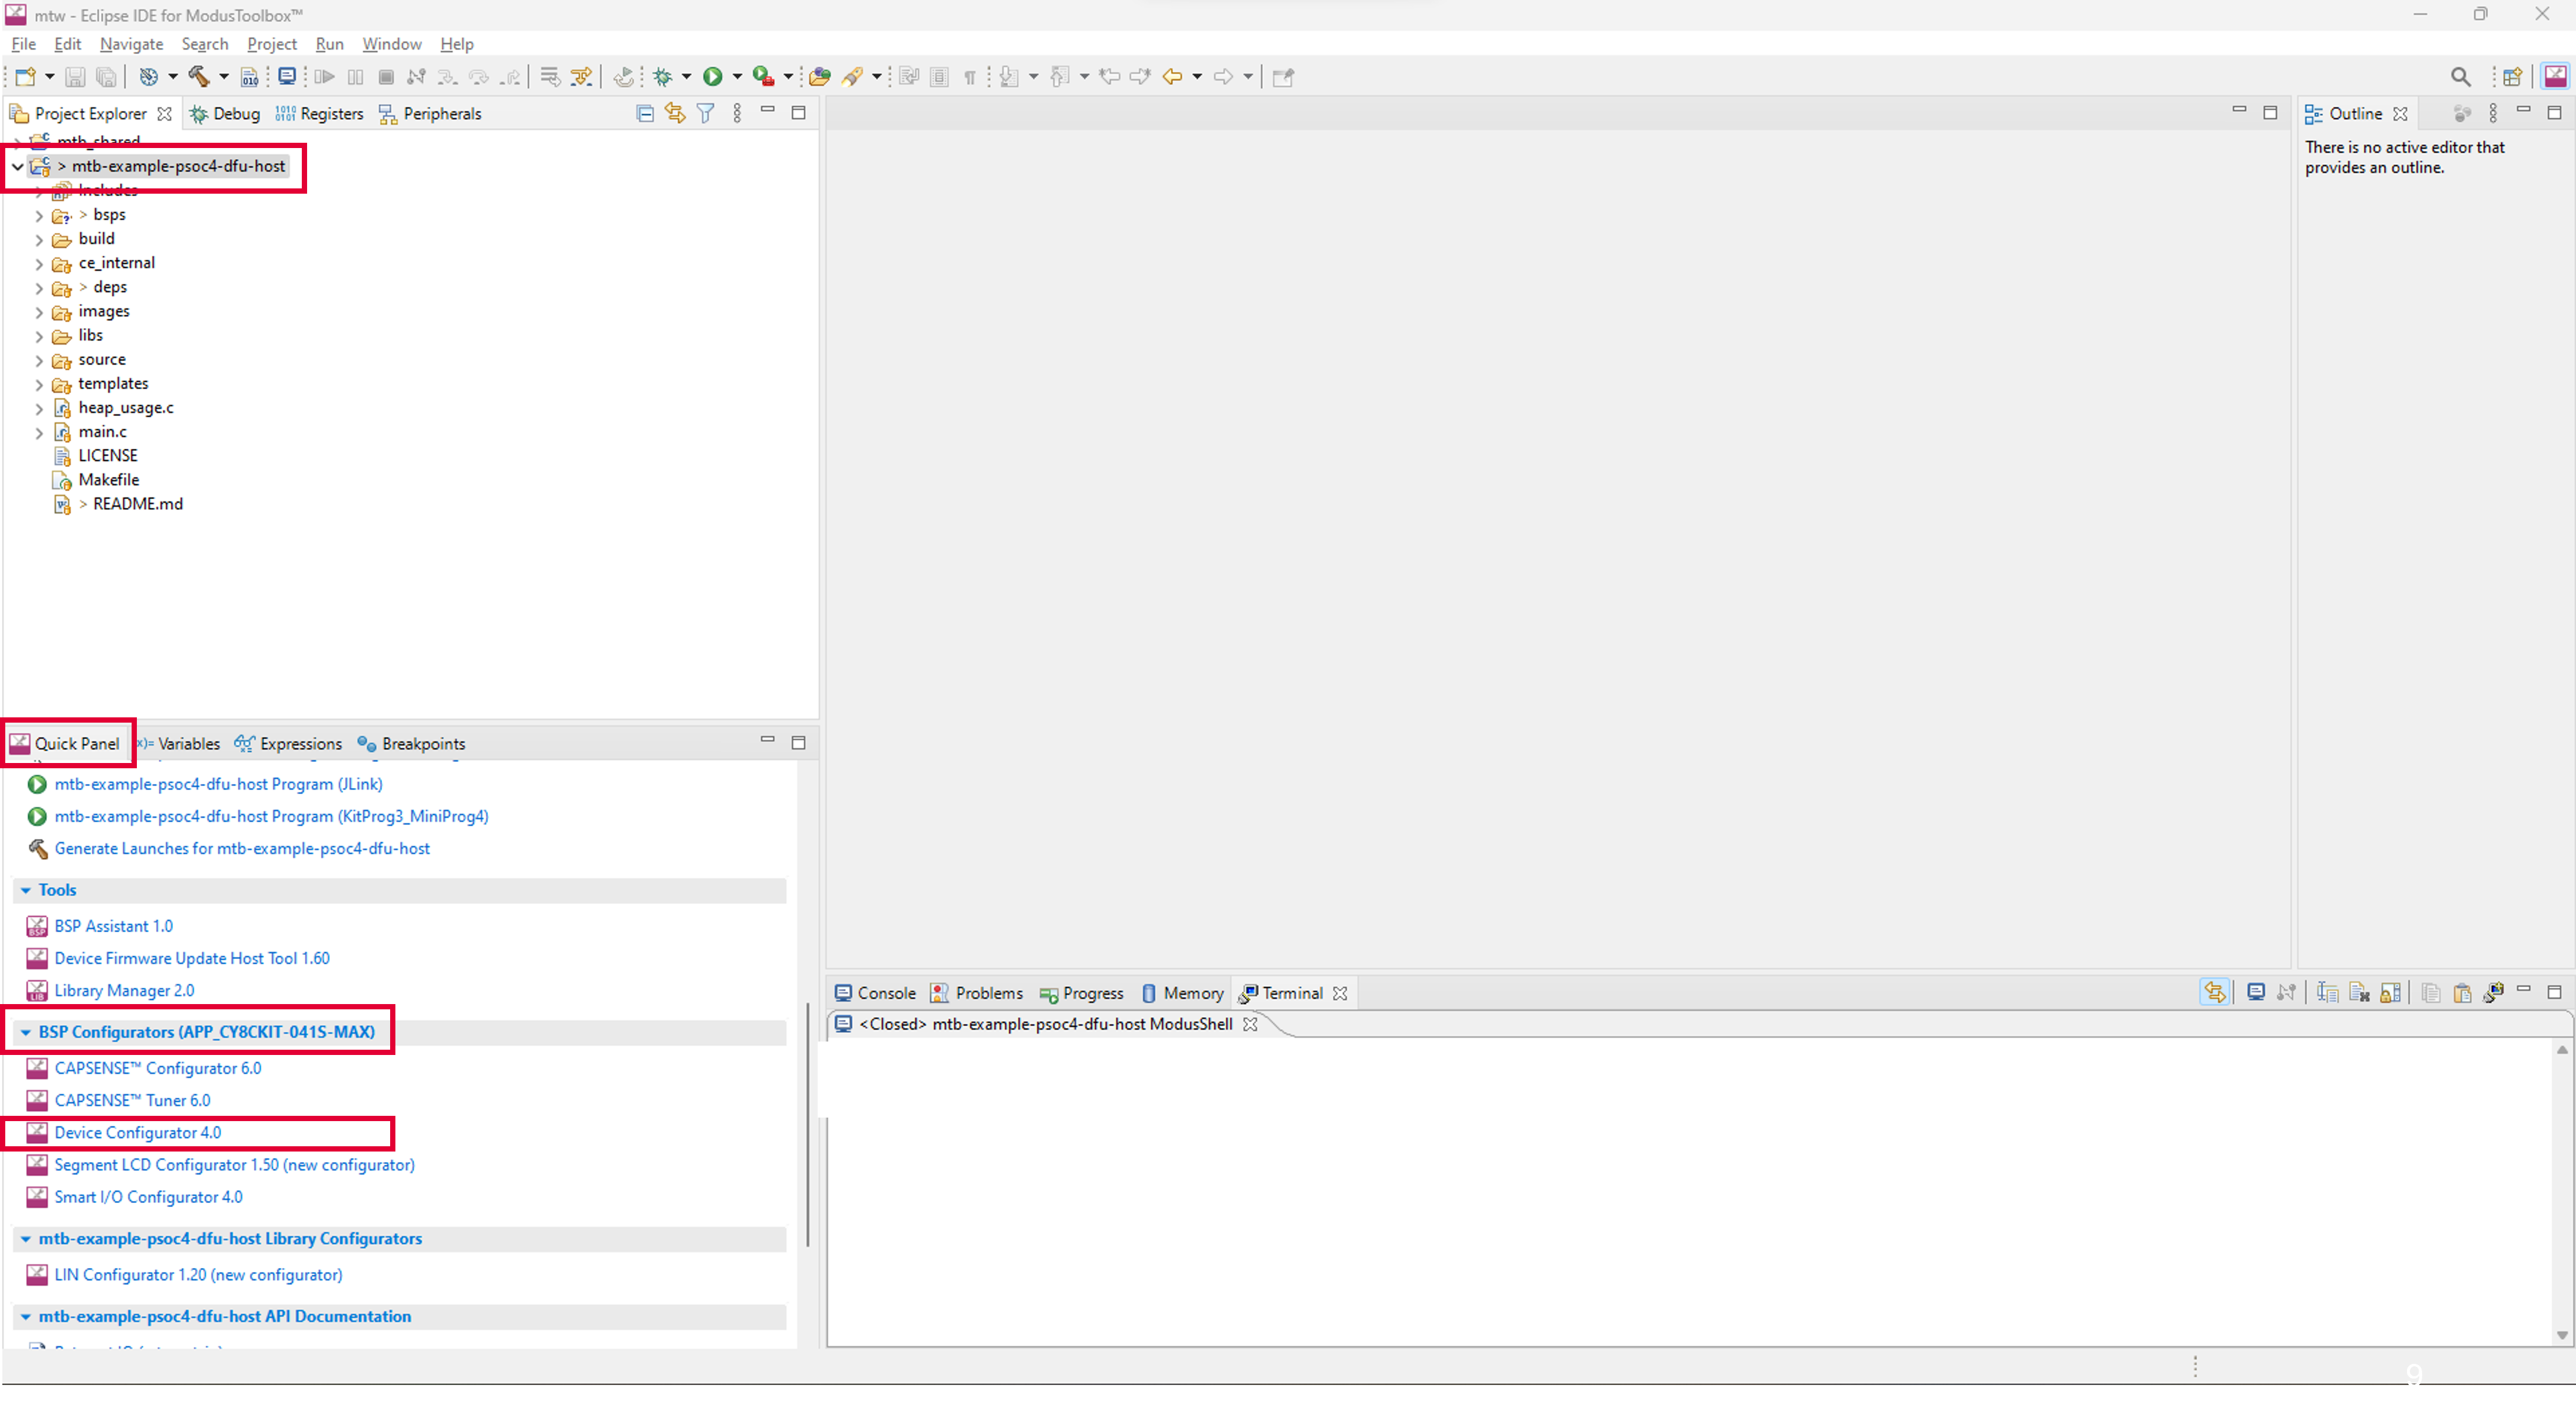 mtw - Eclipse IDE for ModusToolbox™
File Edit Navigate Search Project Run Window Help
Project Explorer Debug Registers Peripherals
mtb_shared
> mtb-example-psoc4-dfu-host
Includes
> bsps
build
ce_internal
> deps
images
libs
source
templates
heap_usage.c
main.c
LICENSE
Makefile
> README.md
Outline
There is no active editor that
provides an outline.
Quick Panel (x)= Variables Expressions Breakpoints
mtb-example-psoc4-dfu-host Program (JLink)
mtb-example-psoc4-dfu-host Program (KitProg3_MiniProg4)
Generate Launches for mtb-example-psoc4-dfu-host
Tools
BSP Assistant 1.0
Device Firmware Update Host Tool 1.60
Library Manager 2.0
BSP Configurators (APP_CY8CKIT-041S-MAX)
CAPSENSE™ Configurator 6.0
CAPSENSE™ Tuner 6.0
Device Configurator 4.0
Segment LCD Configurator 1.50 (new configurator)
Smart I/O Configurator 4.0
mtb-example-psoc4-dfu-host Library Configurators
LIN Configurator 1.20 (new configurator)
mtb-example-psoc4-dfu-host API Documentation
Console Problems Progress Memory Terminal
<Closed> mtb-example-psoc4-dfu-host ModusShell
9